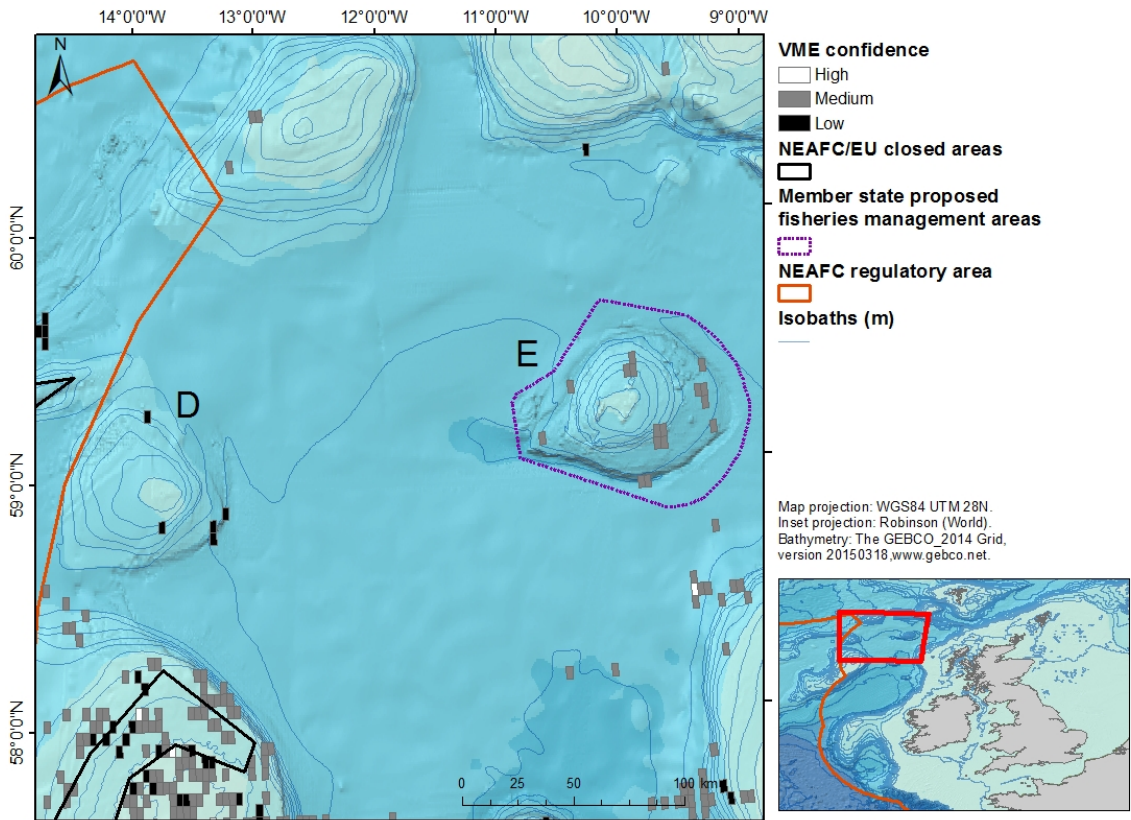 14°0'0"W 13°0'0"W 12°0'0"W 11°0'0"W 10°0'0"W 9°0'0"W
N
60°0'0"N
59°0'0"N
58°0'0"N
E
D
0 25 50 100 km
VME confidence
High
Medium
Low
NEAFC/EU closed areas
Member state proposed
fisheries management areas
NEAFC regulatory area
Isobaths (m)
Map projection: WGS84 UTM 28N.
Inset projection: Robinson (World).
Bathymetry: The GEBCO_2014 Grid,
version 20150318,www.gebco.net.